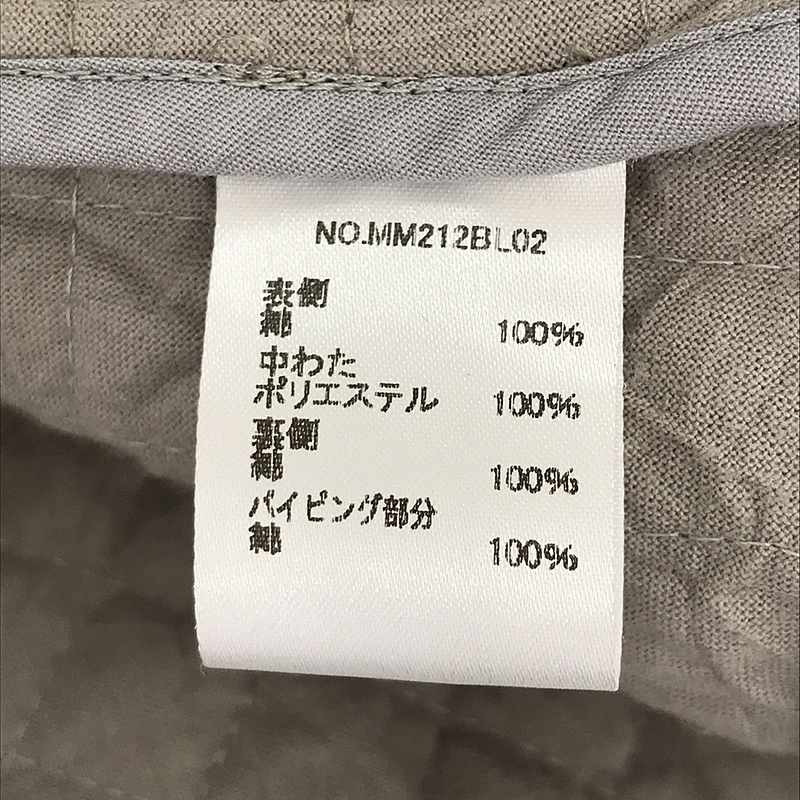 NO.MM212BL02
表側
綿 100%
中わた
ポリエステル 100%
裏側
綿 100%
パイピング部分
綿 100%